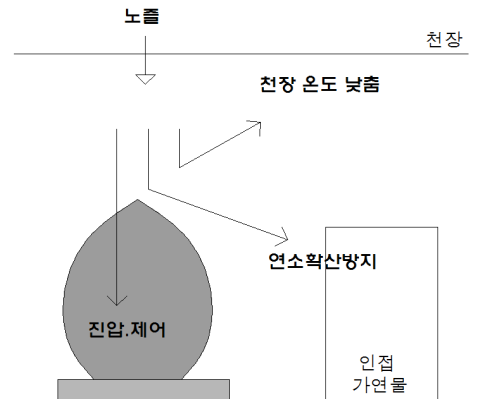 노즐
천장
천장 온도 낮춤
연소확산방지
진압.제어
인접
가연물